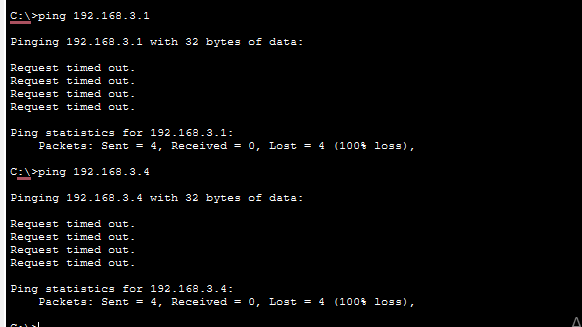 C:\>ping 192.168.3.1
Pinging 192.168.3.1 with 32 bytes of data:
Request timed out.
Request timed out.
Request timed out.
Request timed out.
Ping statistics for 192.168.3.1:
Packets: Sent = 4, Received = 0, Lost = 4 (100% loss),
C:\>ping 192.168.3.4
Pinging 192.168.3.4 with 32 bytes of data:
Request timed out.
Request timed out.
Request timed out.
Request timed out.
Ping statistics for 192.168.3.4:
Packets: Sent = 4, Received = 0, Lost = 4 (100% loss),
C:\>